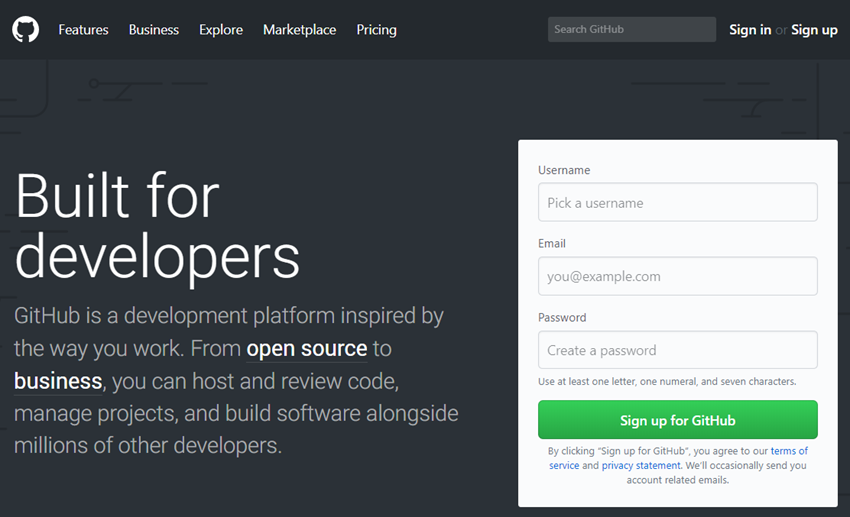 Features Business Explore Marketplace Pricing Search GitHub Sign in or Sign up
Built for
developers
GitHub is a development platform inspired by
the way you work. From open source to
business, you can host and review code,
manage projects, and build software alongside
millions of other developers.
Username
Pick a username
Email
you@example.com
Password
Create a password
Use at least one letter, one numeral, and seven characters.
Sign up for GitHub
By clicking “Sign up for GitHub”, you agree to our terms of
service and privacy statement. We’ll occasionally send you
account related emails.